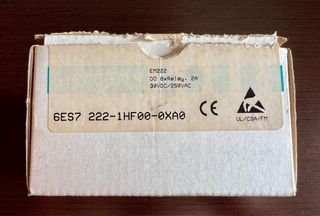 EM222
DO 8xRelay, 2A
30VDC/250VAC
6ES7 222-1HF00-0XA0
CE
UL/CSA/FM